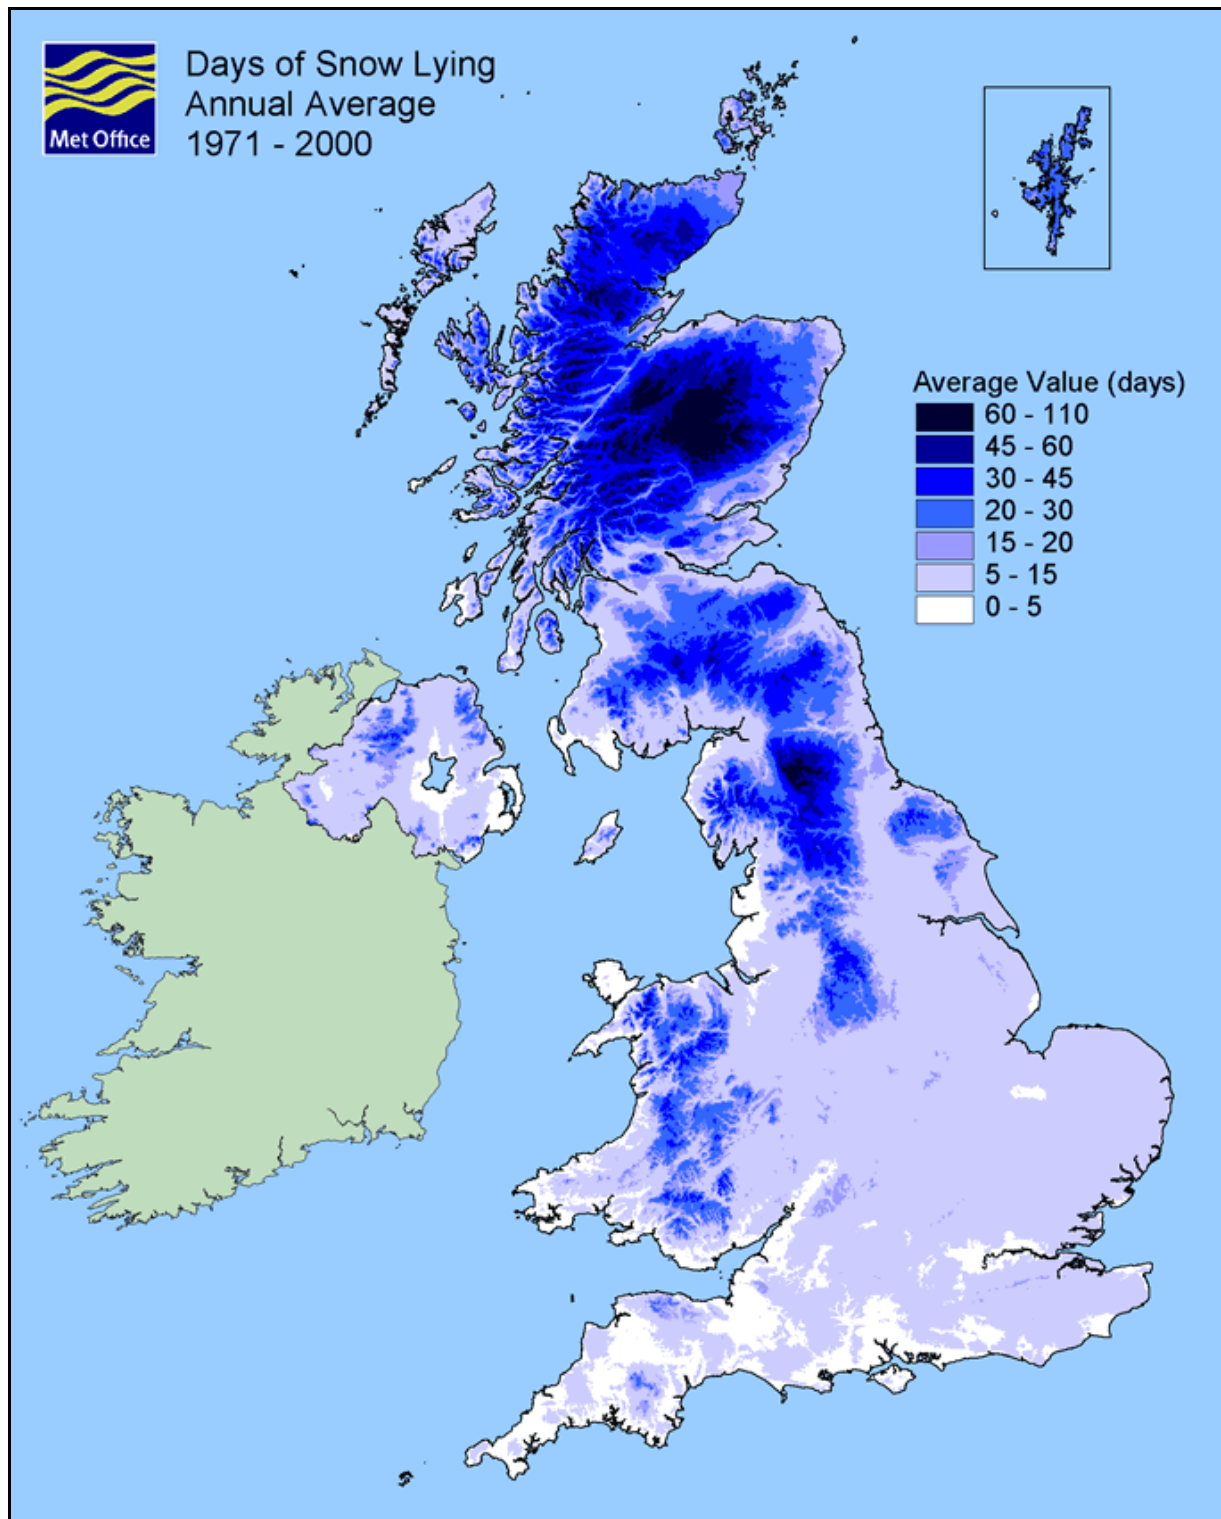 Met Office
Days of Snow Lying
Annual Average
1971 - 2000
Average Value (days)
60 - 110
45 - 60
30 - 45
20 - 30
15 - 20
5 - 15
0 - 5